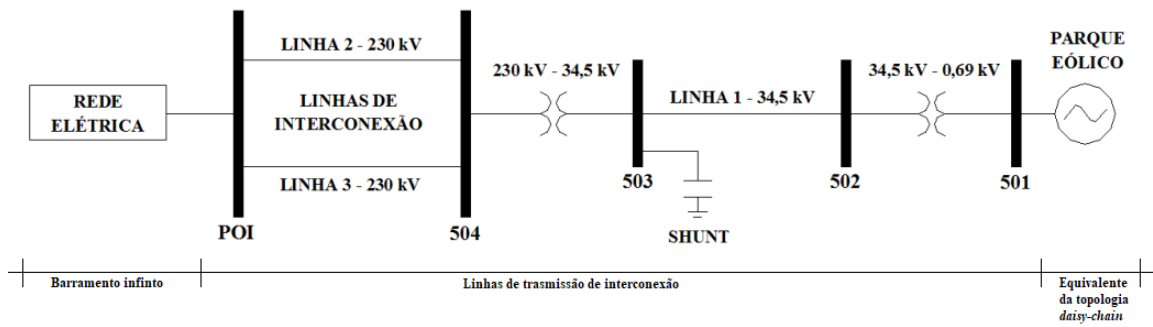 PARQUE
EÓLICO
LINHA 2 - 230 kV
230 kV - 34,5 kV
34,5 kV - 0,69 kV
REDE
ELÉTRICA
LINHAS DE
INTERCONEXÃO
LINHA 1 - 34,5 kV
LINHA 3 - 230 kV
503
502
501
POI
504
SHUNT
Barramento infinto
Linhas de trasmissão de interconexão
Equivalente
da topologia
daisy-chain